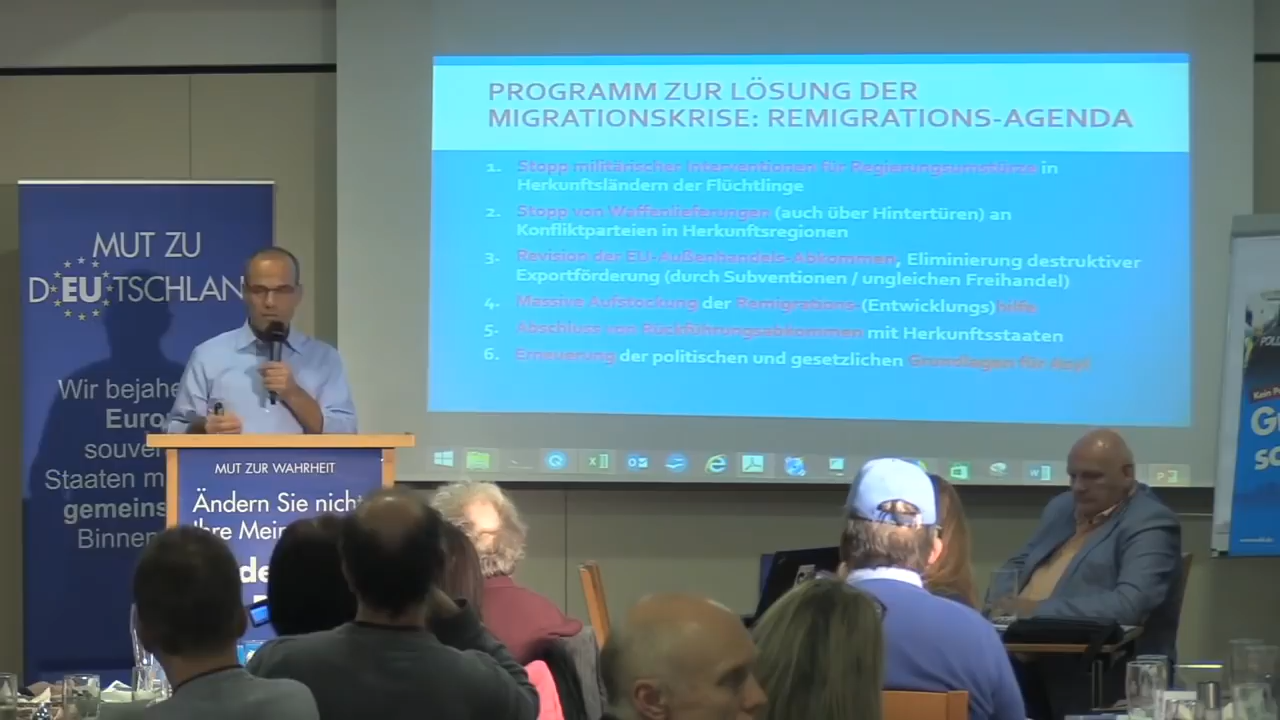 PROGRAMM ZUR LÖSUNG DER
MIGRATIONSKRISE: REMIGRATIONS-AGENDA
1. Stopp militärischer Interventionen für Regierungsumstürze in
Herkunftsländern der Flüchtlinge
2. Stopp von Waffenlieferungen (auch über Hintertüren) an
Konfliktparteien in Herkunftsregionen
3. Revision der EU-Außenhandels-Abkommen, Eliminierung destruktiver
Exportförderung (durch Subventionen / ungleichen Freihandel)
4. Massive Aufstockung der Remigrations-(Entwicklungs)hilfe
5. Abschluss von Rückführungsabkommen mit Herkunftsstaaten
6. Erneuerung der politischen und gesetzlichen Grundlagen für Asyl
MUT ZU
DEUTSCHLAN
Wir bejahe
Euro
souve
Staaten m
gemeins
Binnen
MUT ZUR WAHRHEIT
Ändern Sie nich
Ihre Mein
de